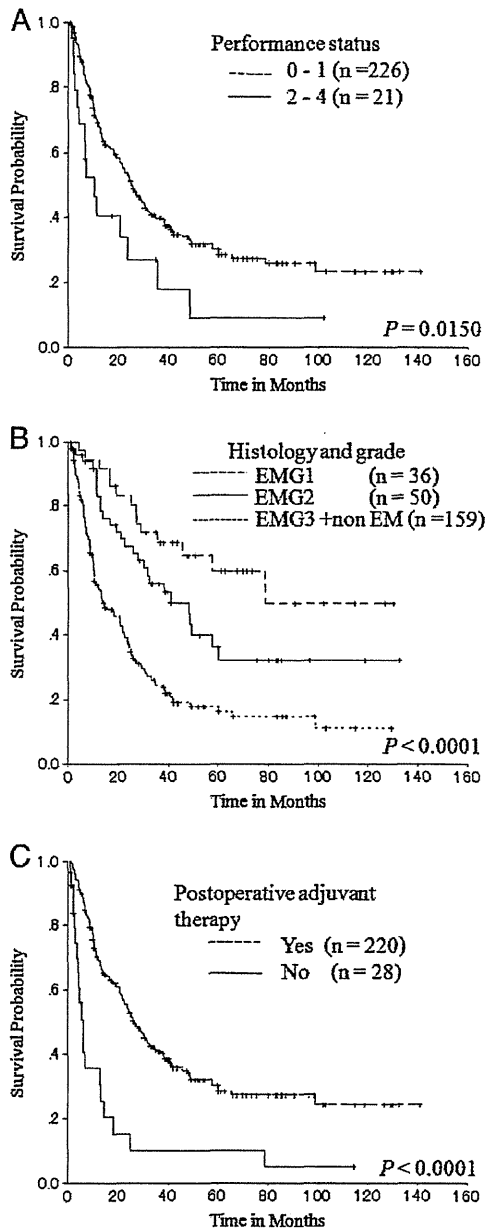 A
Performance status
0 - 1 (n =226)
2 - 4 (n = 21)
Survival Probability
1.0
.8
.6
.4
.2
0.0
P = 0.0150
0 20 40 60 80 100 120 140 160
Time in Months
B
Histology and grade
EMG1 (n = 36)
EMG2 (n = 50)
EMG3 +non EM (n =159)
Survival Probability
1.0
.8
.6
.4
.2
0.0
P < 0.0001
0 20 40 60 80 100 120 140 160
Time in Months
C
Postoperative adjuvant
therapy
Yes (n = 220)
No (n = 28)
Survival Probability
1.0
.8
.6
.4
.2
0.0
P < 0.0001
0 20 40 60 80 100 120 140 160
Time in Months